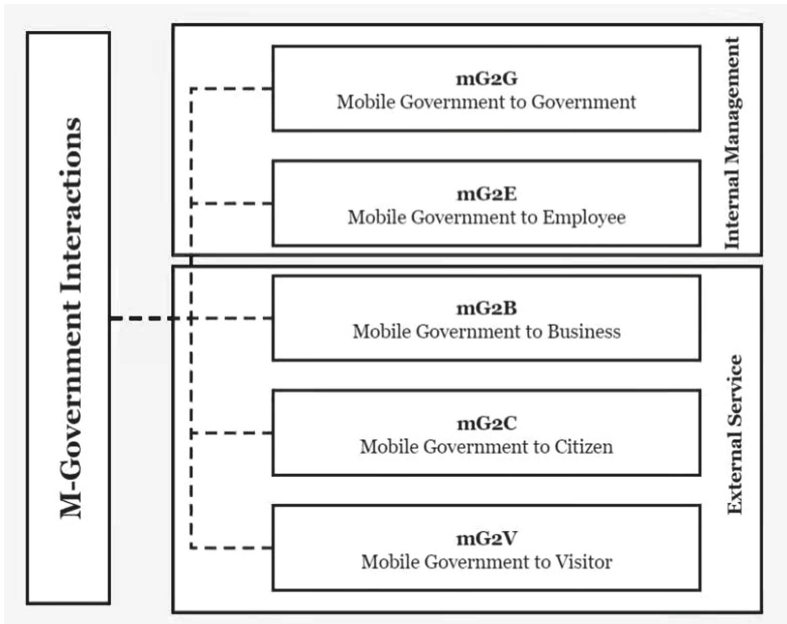 M-Government Interactions
mG2G
Mobile Government to Government
mG2E
Mobile Government to Employee
Internal Management
mG2B
Mobile Government to Business
mG2C
Mobile Government to Citizen
mG2V
Mobile Government to Visitor
External Service